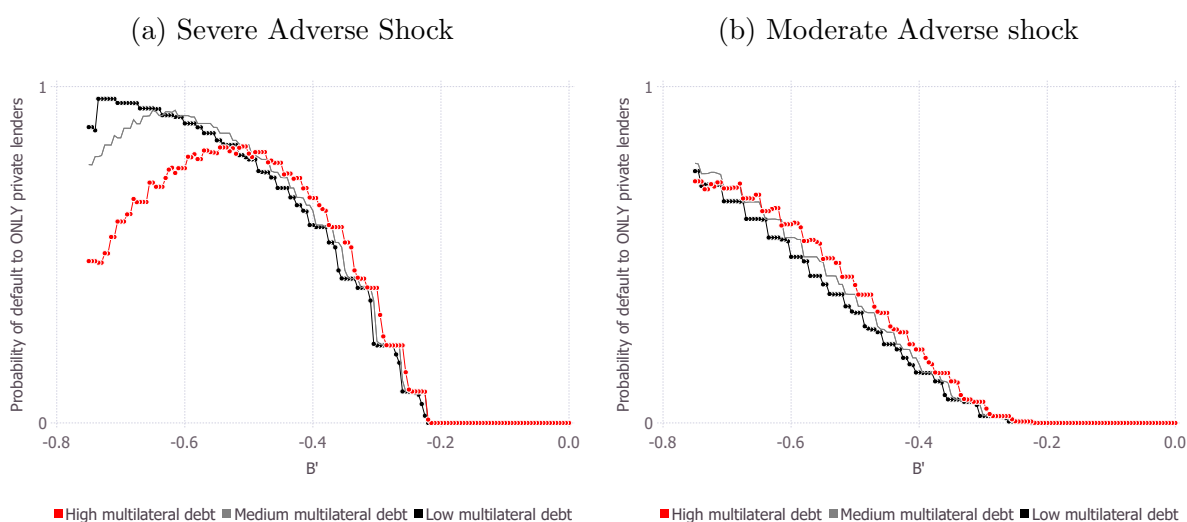 (a) Severe Adverse Shock
Probability of default to ONLY private lenders
1
0
-0.8
-0.6
-0.4
-0.2
0.0
B'
High multilateral debt Medium multilateral debt Low multilateral debt
(b) Moderate Adverse shock
Probability of default to ONLY private lenders
1
0
-0.8
-0.6
-0.4
-0.2
0.0
B'
High multilateral debt Medium multilateral debt Low multilateral debt